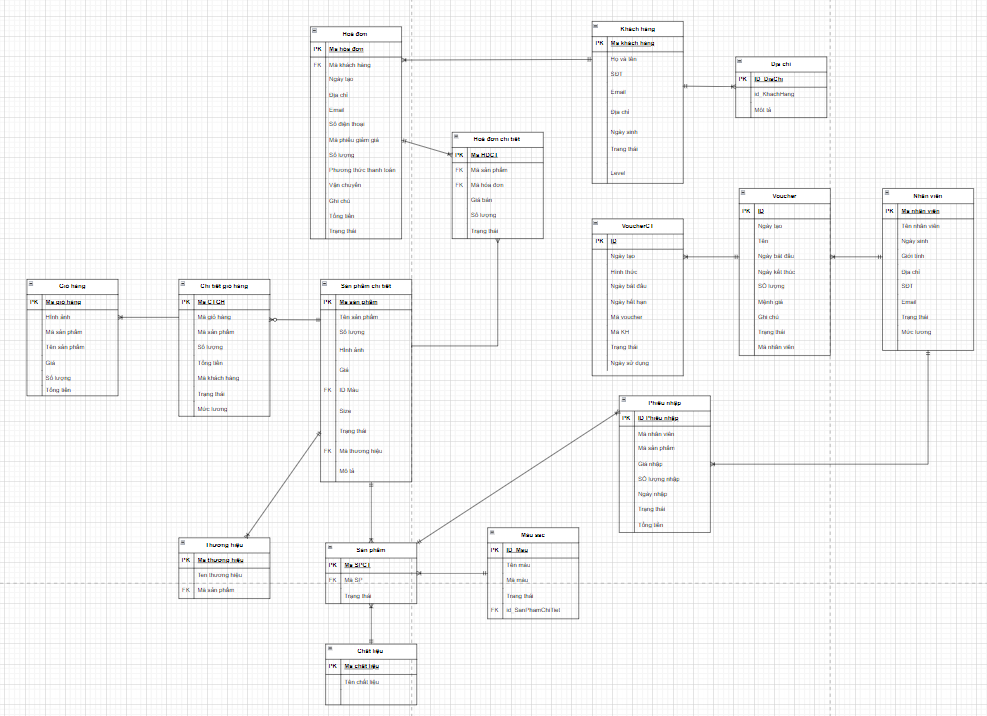 Hoá đơn
PK Mã hóa đơn
FK Mã khách hàng
Ngày tạo
Địa chỉ
Email
Số điện thoại
Mã phiếu giảm giá
Số lượng
Phương thức thanh toán
Vận chuyển
Ghi chú
Tổng tiền
Trạng thái
Khách hàng
PK Mã khách hàng
Họ và tên
SĐT
Email
Địa chỉ
Ngày sinh
Trạng thái
Level
Địa chỉ
PK ID_DiaChi
Id_KhachHang
Môt tả
Hoá đơn chi tiết
PK Mã HDCT
FK Mã sản phẩm
FK Mã hóa đơn
Giá bán
Số lượng
Trạng thái
VoucherCT
PK ID
Ngày tạo
Hình thức
Ngày bắt đầu
Ngày hết hạn
Mã voucher
Mã KH
Trạng thái
Ngày sử dụng
Voucher
PK ID
Ngày tạo
Tên
Ngày bắt đầu
Ngày kết thúc
SÔ lượng
Mệnh giá
Ghi chú
Trạng thái
Mã nhân viên
Nhân viên
PK Mã nhân viên
Tên nhân viên
Ngày sinh
Giới tính
Địa chỉ
SĐT
Email
Trạng thái
Mức lương
Giỏ hàng
PK Mã giỏ hàng
Hình ảnh
Mã sản phẩm
Tên sản phẩm
Giá
Số lượng
Tổng tiền
Chi tiết giỏ hàng
PK Mã CTGH
Mã giỏ hàng
Mã sản phẩm
Số lượng
Tổng tiền
Mã khách hàng
Trạng thái
Mức lương
Sản phẩm chi tiết
PK Mã sản phẩm
Tên sản phẩm
Số lượng
Hình ảnh
Giá
FK ID Màu
Size
Trạng thái
FK Mã thương hiệu
Mô tả
Phiếu nhập
PK ID Phiếu nhập
Mã nhân viên
Mã sản phẩm
Giá nhập
SÔ lượng nhập
Ngày nhập
Trạng thái
Tổng tiền
Thương hiệu
PK Mã thương hiệu
Ten thương hiệu
FK Mã sản phẩm
Sản phẩm
PK Mã SPCT
FK Mã SP
Trạng thái
Màu sắc
PK ID_Mau
Tên màu
Mã màu
Trạng thái
FK id_SanPhamChiTiet
Chất liệu
PK Mã chất liệu
Tên chất liệu